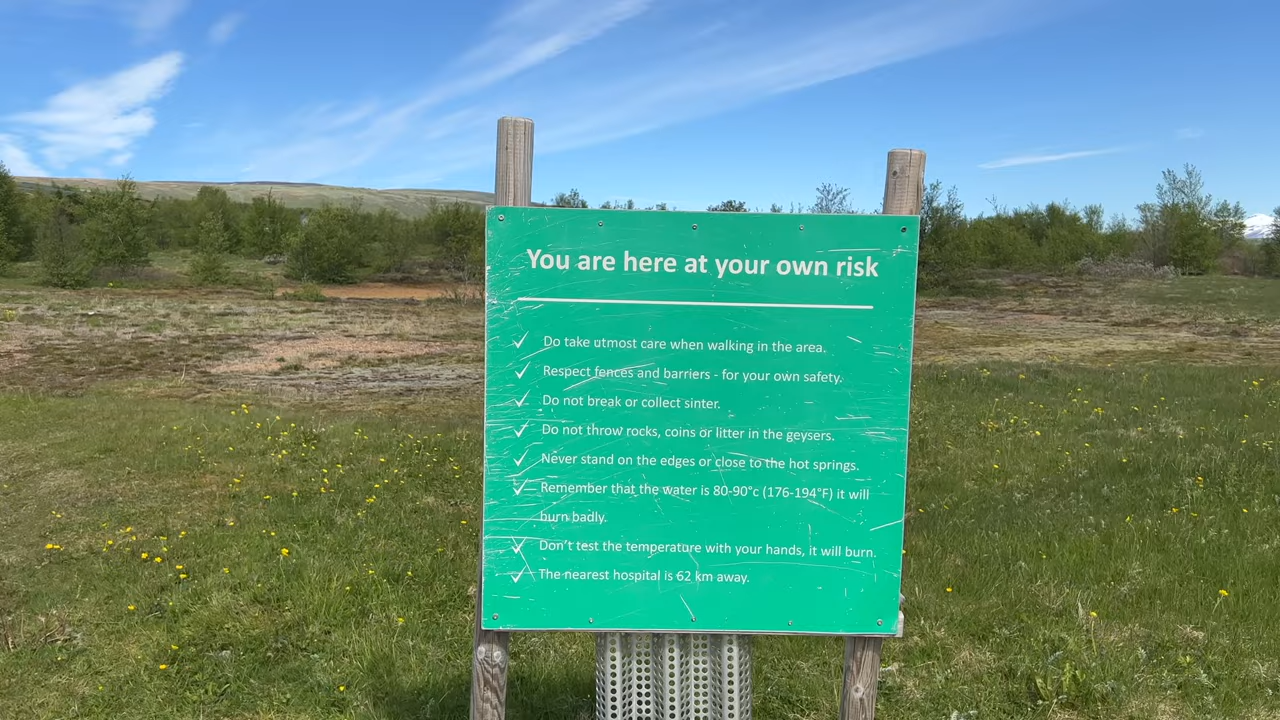 You are here at your own risk
✓ Do take utmost care when walking in the area.
✓ Respect fences and barriers - for your own safety.
✓ Do not break or collect sinter.
✓ Do not throw rocks, coins or litter in the geysers.
✓ Never stand on the edges or close to the hot springs.
✓ Remember that the water is 80-90°c (176-194°F) it will
burn badly.
✓ Don't test the temperature with your hands, it will burn.
✓ The nearest hospital is 62 km away.